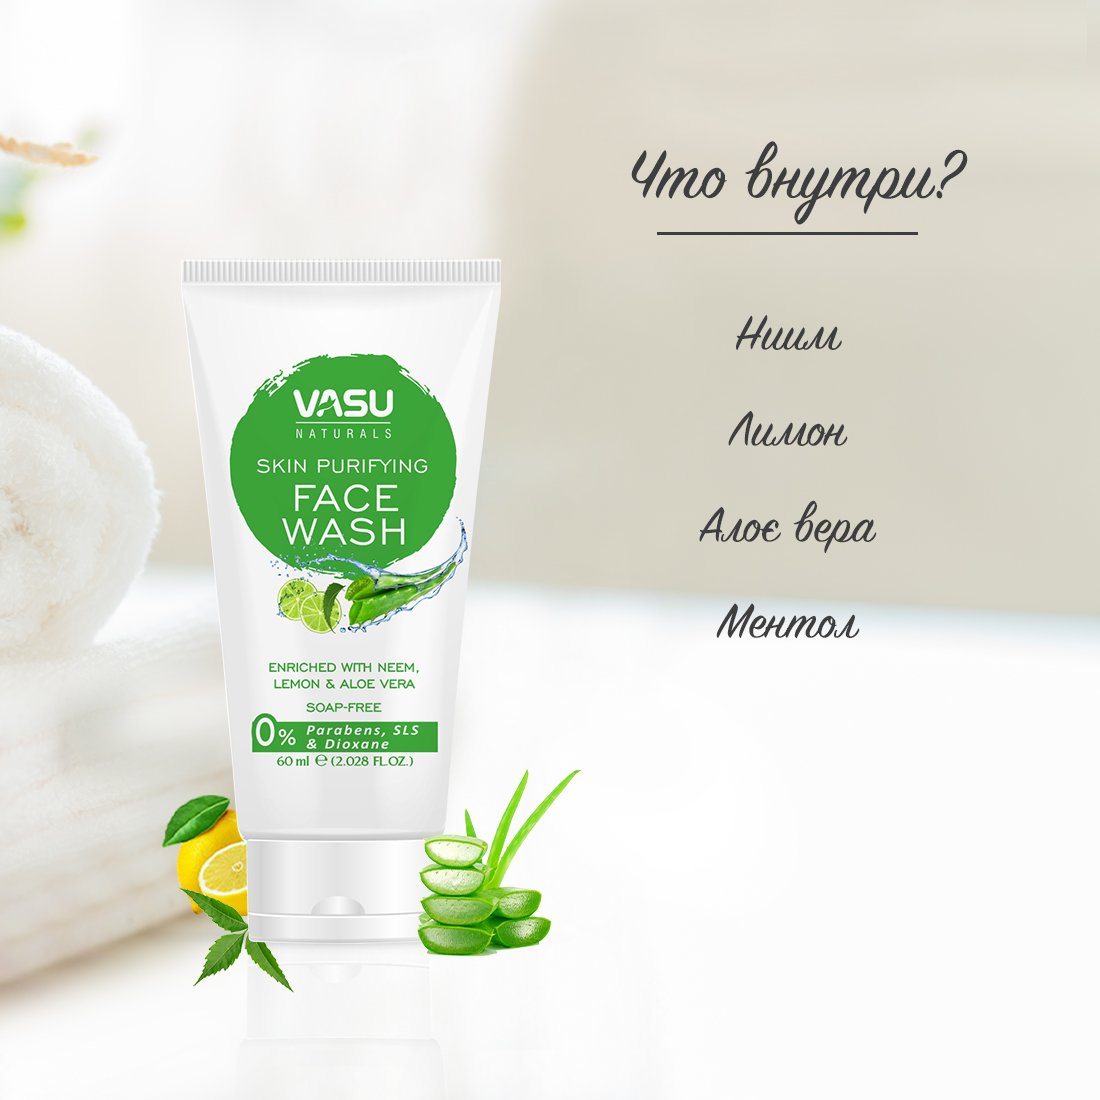 Что внутри?
Ниим
Лимон
Алоє вера
Ментол
VASU
NATURALS
SKIN PURIFYING
FACE
WASH
ENRICHED WITH NEEM,
LEMON & ALOE VERA
SOAP-FREE
0% Parabens, SLS
& Dioxane
60 ml ℮ (2.028 FL.OZ.)